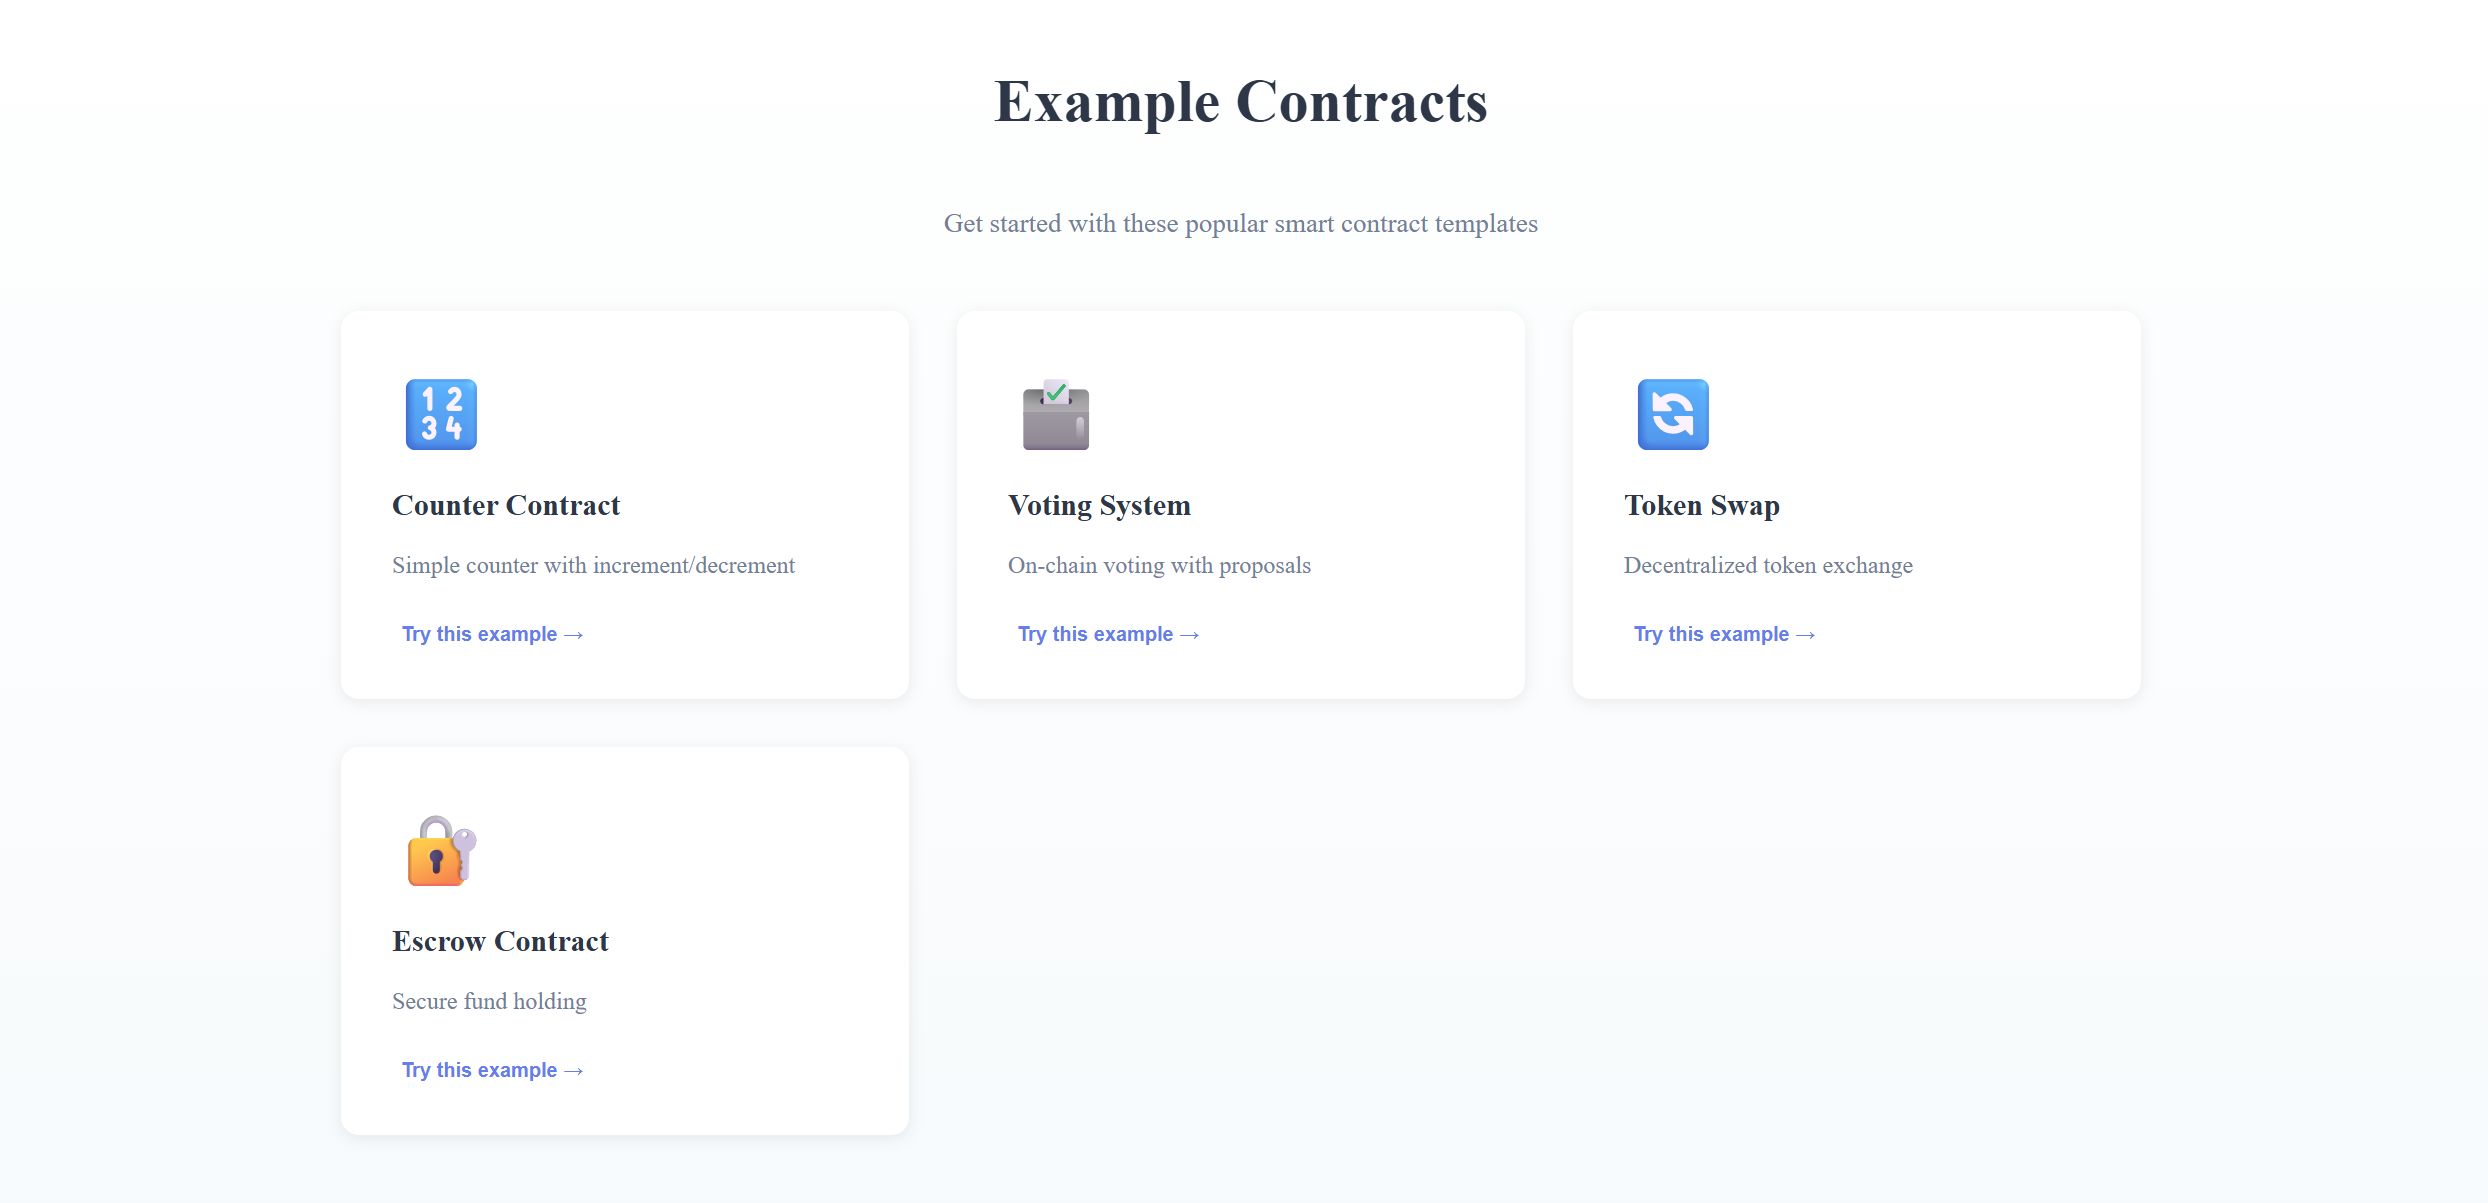 Example Contracts
Get started with these popular smart contract templates
1 2
3 4
Counter Contract
Simple counter with increment/decrement
Try this example →
Voting System
On-chain voting with proposals
Try this example →
Token Swap
Decentralized token exchange
Try this example →
Escrow Contract
Secure fund holding
Try this example →